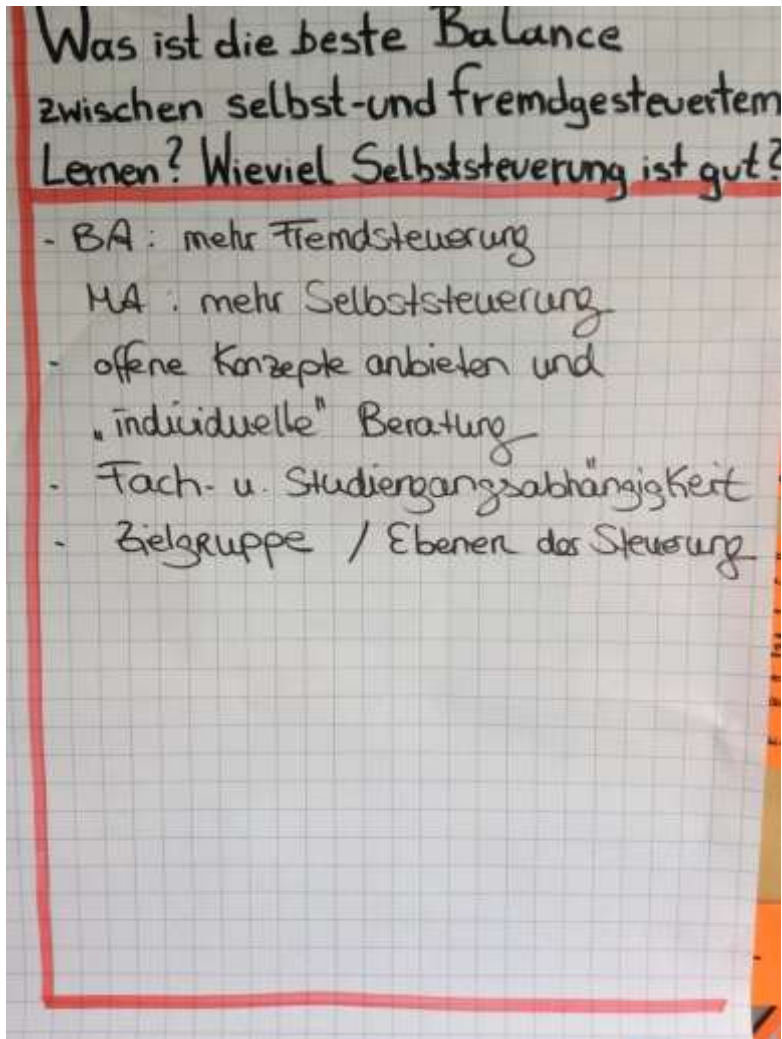 Was ist die beste Balance
zwischen selbst-und fremdgesteuertem
Lernen? Wieviel Selbststeuerung ist gut?
- BA: mehr Fremdsteuerung
MA: mehr Selbststeuerung
- offene Konzepte anbieten und
„individuelle" Beratung
- Fach- u. Studiengangsabhängigkeit
- Zielgruppe / Ebenen der Steuerung